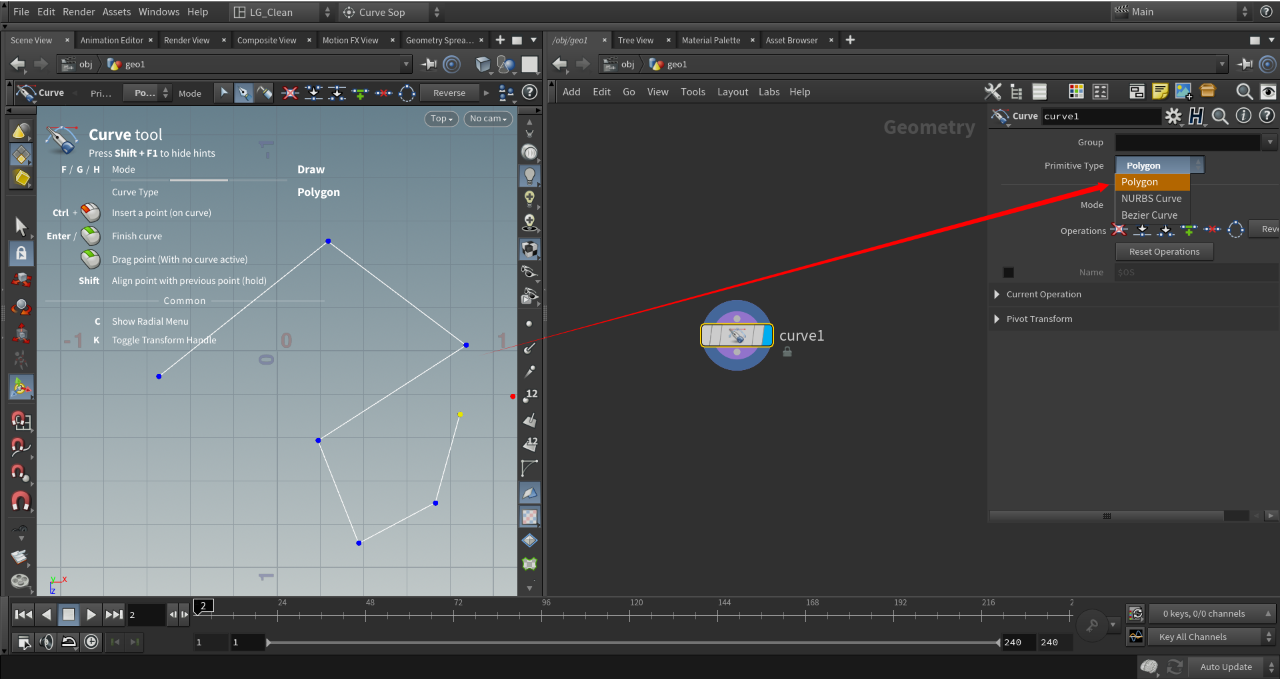 File Edit Render Assets Windows Help LG_Clean Curve Sop Main
Scene View Animation Editor Render View Composite View Motion FX View Geometry Sprea...
/obj/geo1 Tree View Material Palette Asset Browser
obj geo1
obj geo1
Curve Pri... Po... Mode Reverse
Add Edit Go View Tools Layout Labs Help
Top No cam
Curve tool
Press Shift + F1 to hide hints
F / G / H Mode Draw
Curve Type Polygon
Ctrl + Insert a point (on curve)
Enter / Finish curve
Drag point (With no curve active)
Shift Align point with previous point (hold)
Common
C Show Radial Menu
K Toggle Transform Handle
-1 0 1
-1
0
1
12
12
x
y
z
Geometry
curve1
Curve curve1
Group
Primitive Type Polygon
Polygon
NURBS Curve
Bezier Curve
Mode
Operations Reve
Reset Operations
Name $OS
Current Operation
Pivot Transform
2 2 24 48 72 96 120 144 168 192 216 2
0 keys, 0/0 channels
1 1 240 240 Key All Channels
Auto Update